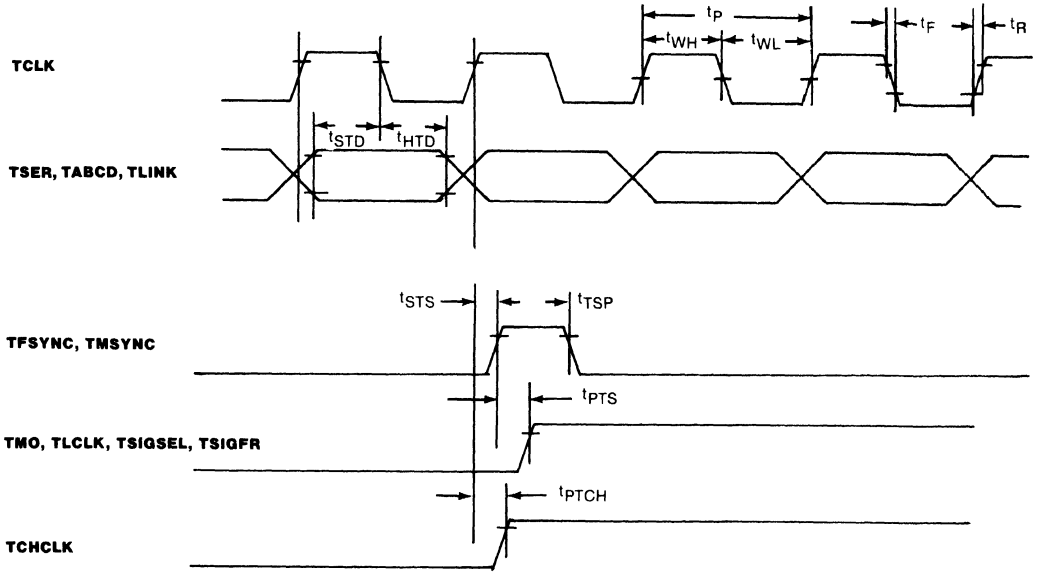 tP
tF
tR
tWH
tWL
TCLK
tSTD
tHTD
TSER, TABCD, TLINK
tSTS
tTSP
TFSYNC, TMSYNC
tPTS
TMO, TLCLK, TSIGSEL, TSIGFR
tPTCH
TCHCLK